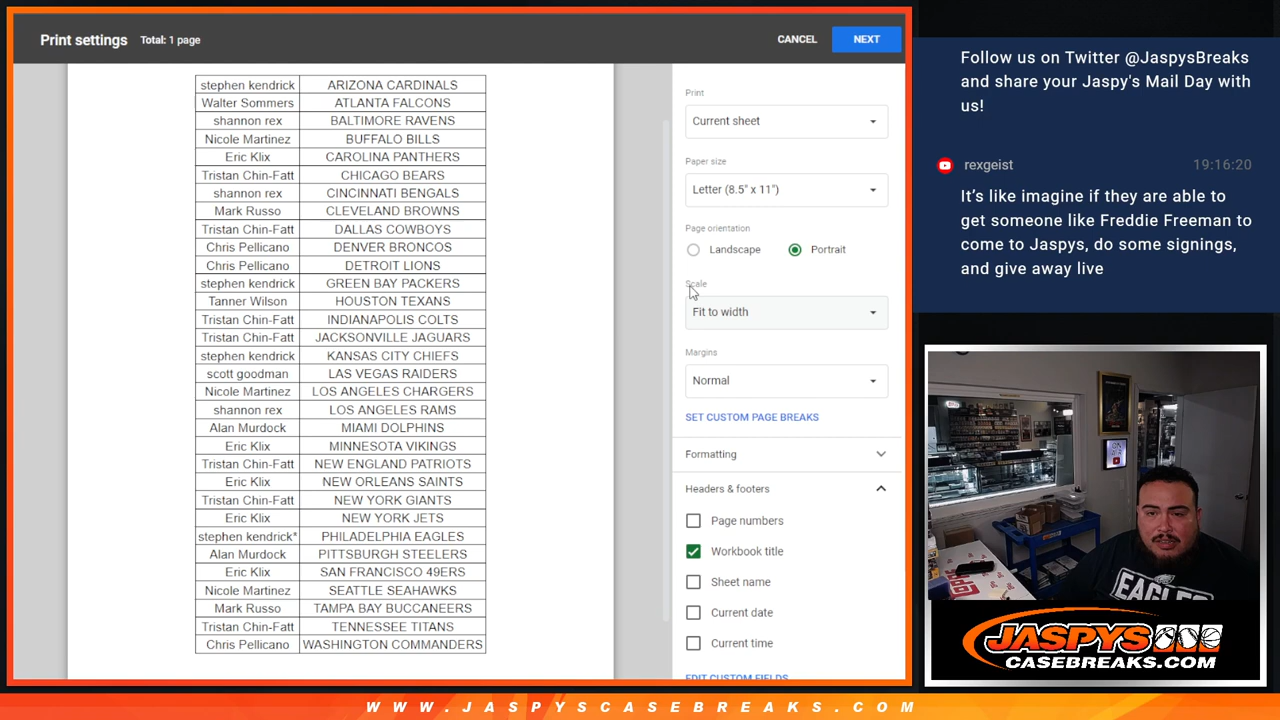 Print settings Total: 1 page CANCEL NEXT
stephen kendrick ARIZONA CARDINALS
Walter Sommers ATLANTA FALCONS
shannon rex BALTIMORE RAVENS
Nicole Martinez BUFFALO BILLS
Eric Klix CAROLINA PANTHERS
Tristan Chin-Fatt CHICAGO BEARS
shannon rex CINCINNATI BENGALS
Mark Russo CLEVELAND BROWNS
Tristan Chin-Fatt DALLAS COWBOYS
Chris Pellicano DENVER BRONCOS
Chris Pellicano DETROIT LIONS
stephen kendrick GREEN BAY PACKERS
Tanner Wilson HOUSTON TEXANS
Tristan Chin-Fatt INDIANAPOLIS COLTS
Tristan Chin-Fatt JACKSONVILLE JAGUARS
stephen kendrick KANSAS CITY CHIEFS
scott goodman LAS VEGAS RAIDERS
Nicole Martinez LOS ANGELES CHARGERS
shannon rex LOS ANGELES RAMS
Alan Murdock MIAMI DOLPHINS
Eric Klix MINNESOTA VIKINGS
Tristan Chin-Fatt NEW ENGLAND PATRIOTS
Eric Klix NEW ORLEANS SAINTS
Tristan Chin-Fatt NEW YORK GIANTS
Eric Klix NEW YORK JETS
stephen kendrick* PHILADELPHIA EAGLES
Alan Murdock PITTSBURGH STEELERS
Eric Klix SAN FRANCISCO 49ERS
Nicole Martinez SEATTLE SEAHAWKS
Mark Russo TAMPA BAY BUCCANEERS
Tristan Chin-Fatt TENNESSEE TITANS
Chris Pellicano WASHINGTON COMMANDERS
Print
Current sheet
Paper size
Letter (8.5" x 11")
Page orientation
Landscape Portrait
Scale
Fit to width
Margins
Normal
SET CUSTOM PAGE BREAKS
Formatting
Headers & footers
Page numbers
Workbook title
Sheet name
Current date
Current time
EDIT CUSTOM FIELDS
Follow us on Twitter @JaspysBreaks
and share your Jaspy's Mail Day with
us!
rexgeist 19:16:20
It's like imagine if they are able to
get someone like Freddie Freeman to
come to Jaspys, do some signings,
and give away live
EAGLES
JASPYS
CASEBREAKS.COM
WWW.JASPYSCASEBREAKS.COM